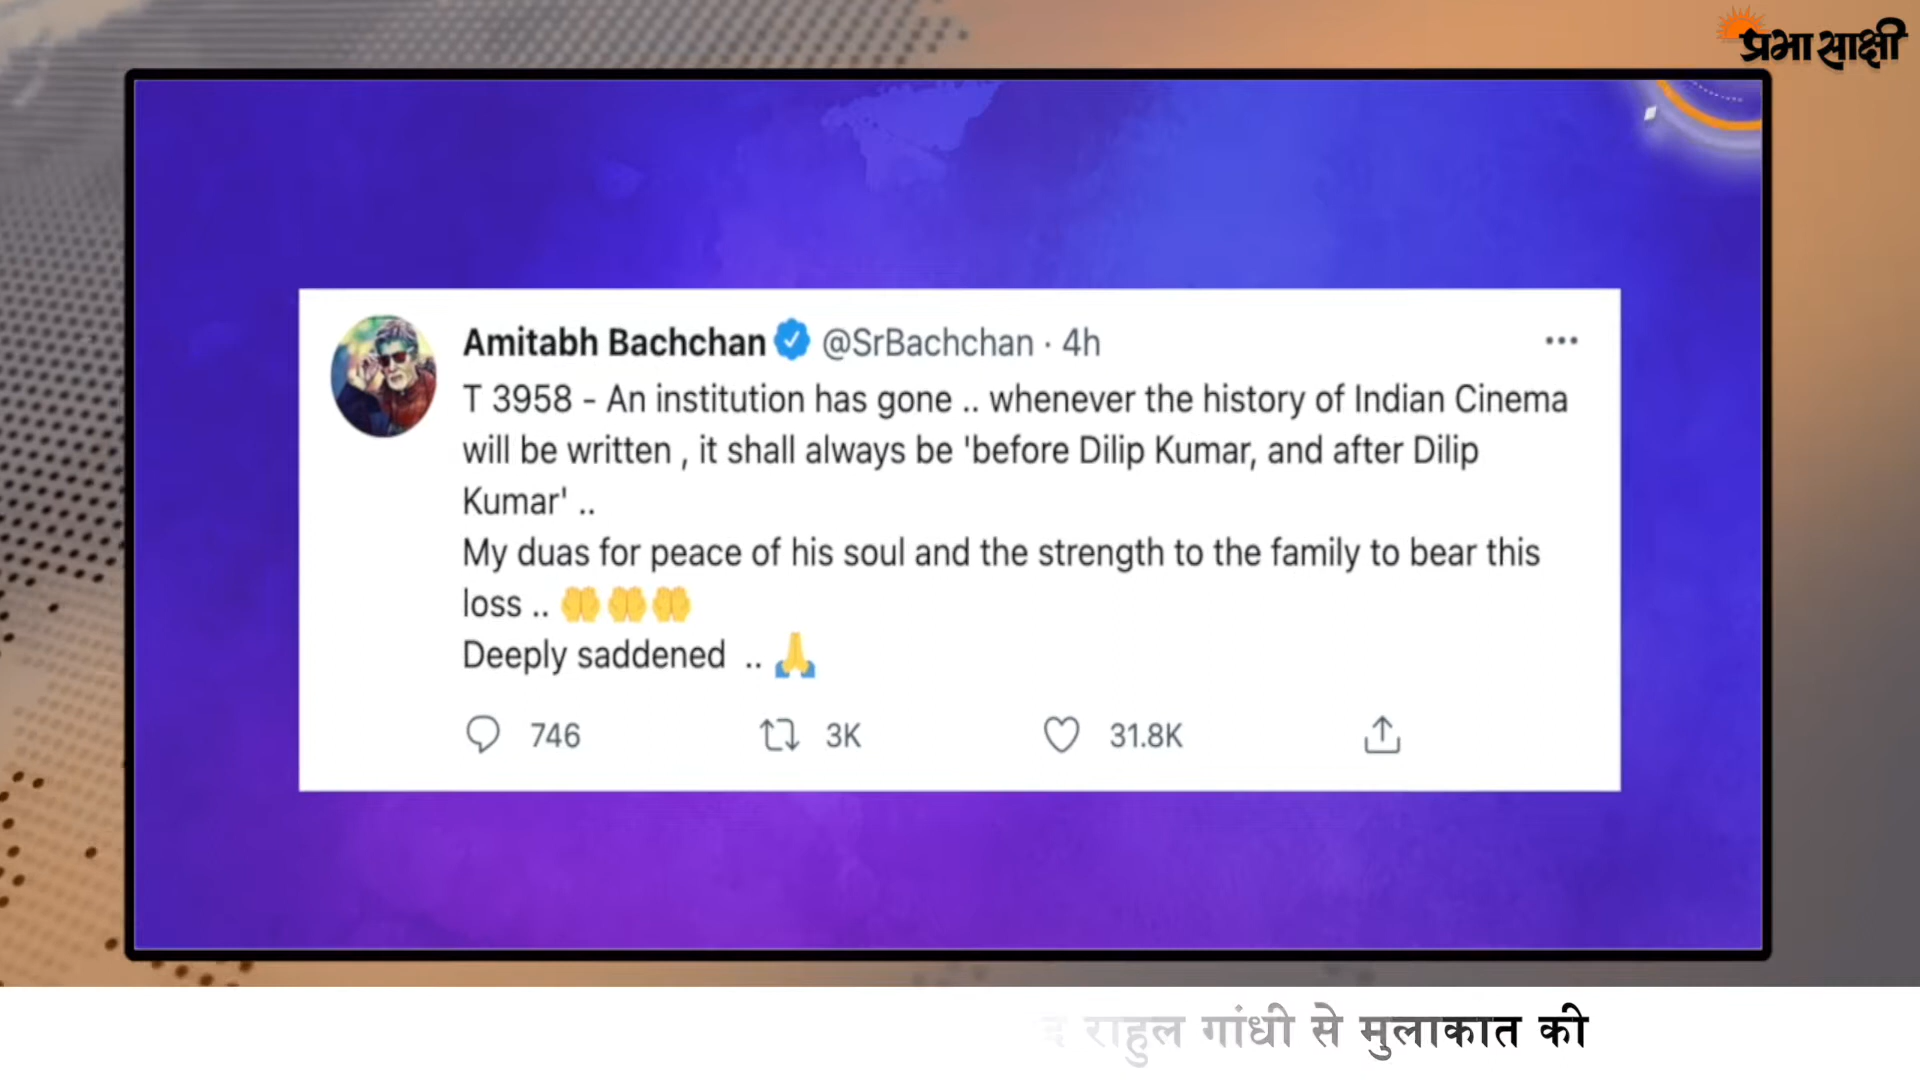 प्रभासाक्षी
Amitabh Bachchan @SrBachchan · 4h
T 3958 - An institution has gone .. whenever the history of Indian Cinema
will be written , it shall always be 'before Dilip Kumar, and after Dilip
Kumar' ..
My duas for peace of his soul and the strength to the family to bear this
loss .. 🤲🤲🤲
Deeply saddened .. 🙏
746 3K 31.8K
राहुल गांधी से मुलाकात की